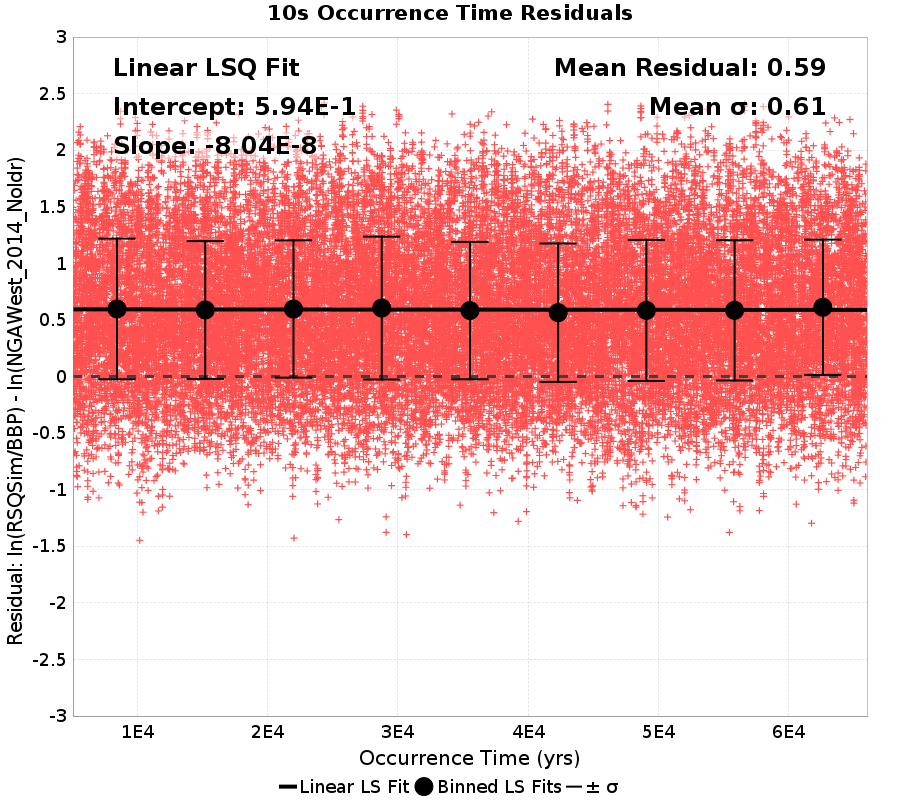 10s Occurrence Time Residuals
Linear LSQ Fit
Mean Residual: 0.59
Intercept: 5.94E-1
Mean σ: 0.61
Slope: -8.04E-8
Residual: ln(RSQSim/BBP) - ln(NGAWest_2014_NoIdr)
3
2.5
2
1.5
1
0.5
0
-0.5
-1
-1.5
-2
-2.5
-3
1E4 2E4 3E4 4E4 5E4 6E4
Occurrence Time (yrs)
Linear LS Fit Binned LS Fits ± σ